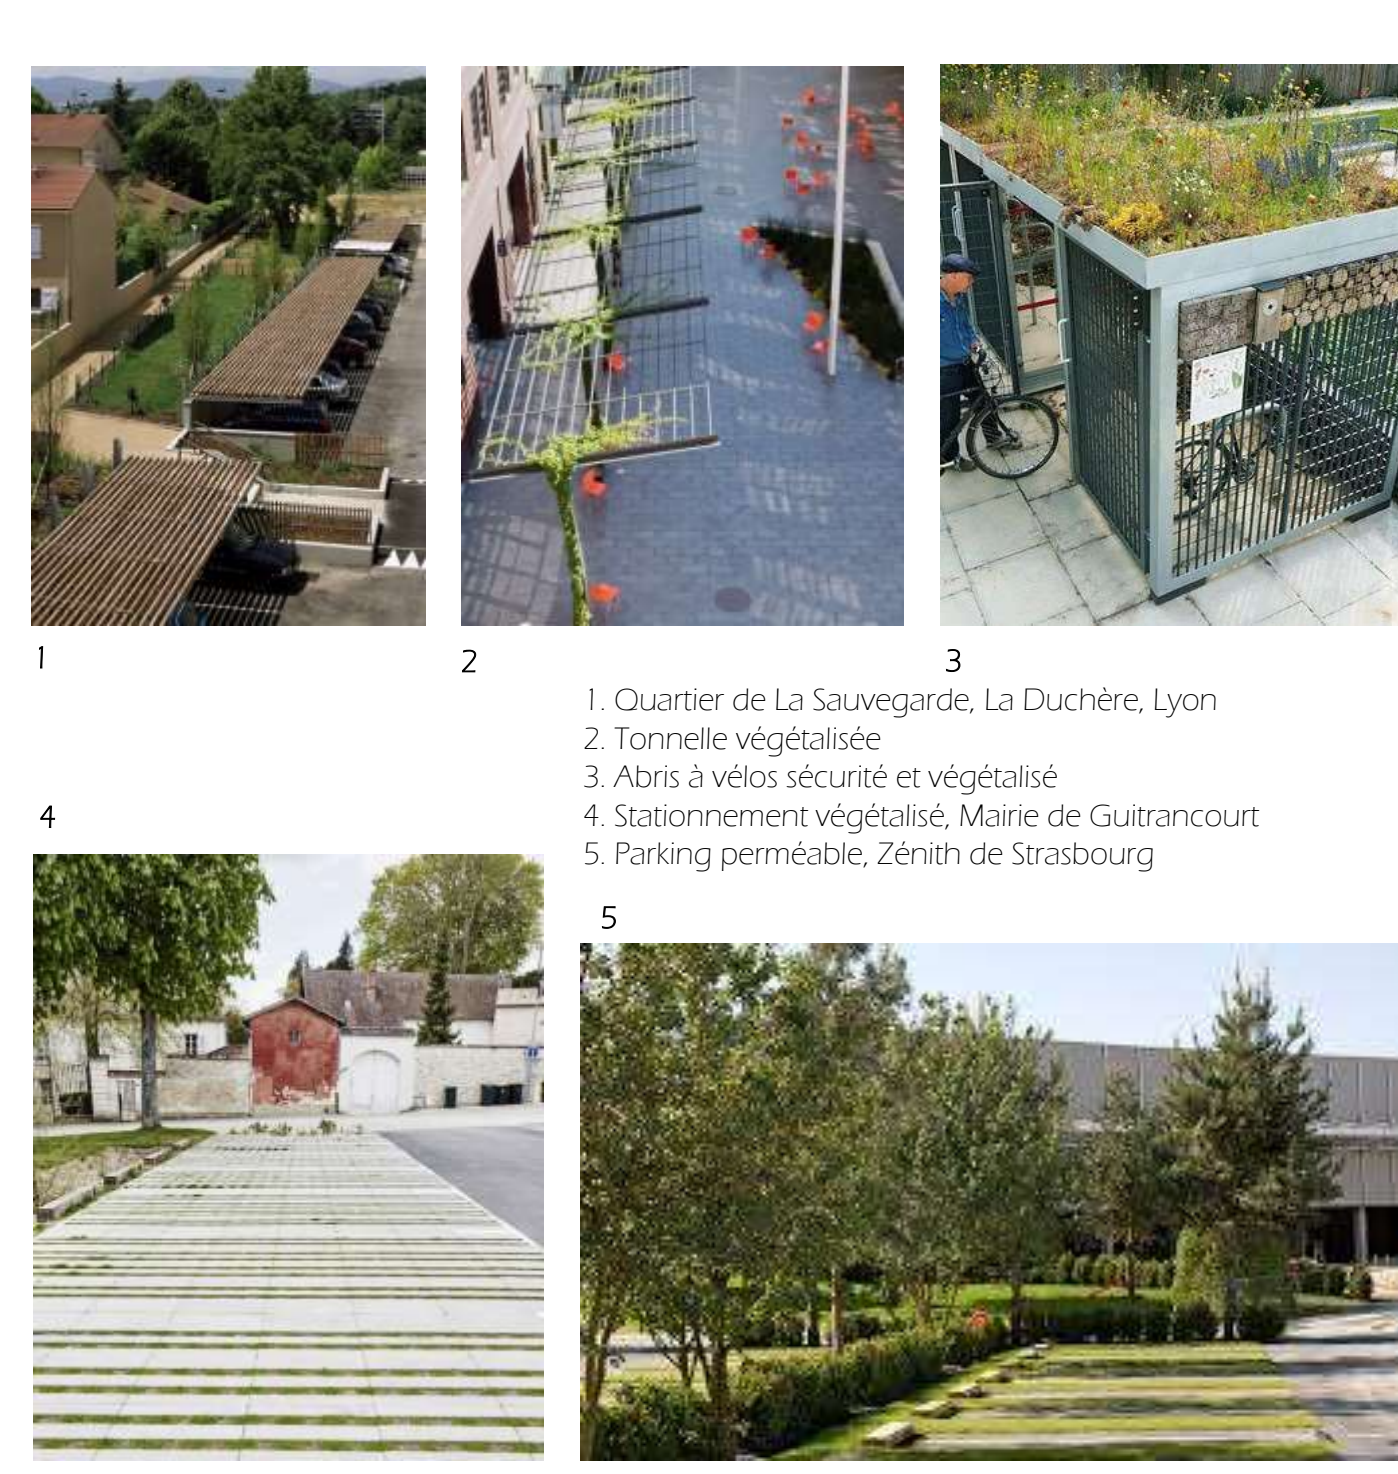 1
2
3
1. Quartier de La Sauvegarde, La Duchère, Lyon
2. Tonnelle végétalisée
3. Abris à vélos sécurité et végétalisé
4. Stationnement végétalisé, Mairie de Guitrancourt
5. Parking perméable, Zénith de Strasbourg
4
5